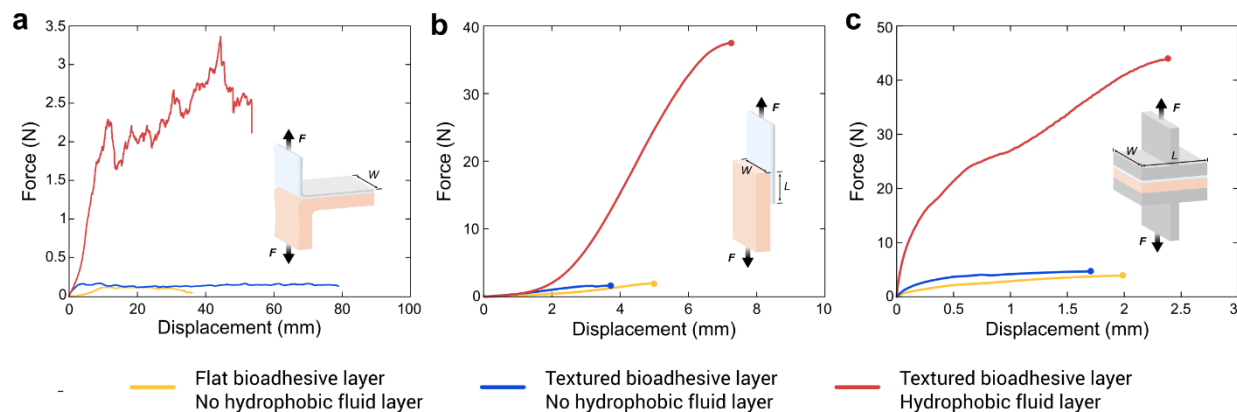 a
Force (N)
3.5
3
2.5
2
1.5
1
0.5
0
0 20 40 60 80 100
Displacement (mm)
F
W
F
b
Force (N)
40
30
20
10
0
0 2 4 6 8 10
Displacement (mm)
F
W
L
F
c
Force (N)
50
40
30
20
10
0
0 0.5 1 1.5 2 2.5 3
Displacement (mm)
F
W
L
F
Flat bioadhesive layer
No hydrophobic fluid layer
Textured bioadhesive layer
No hydrophobic fluid layer
Textured bioadhesive layer
Hydrophobic fluid layer